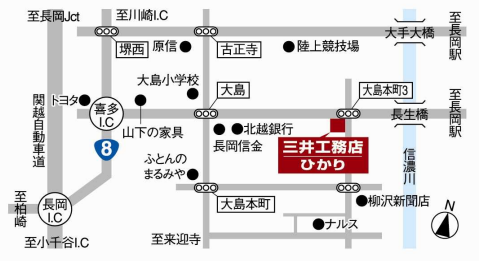 至長岡Jct
至川崎I.C
至長岡駅
堺西
原信
古正寺
陸上競技場
大手大橋
大島小学校
トヨタ
喜多
I.C
山下の家具
大島
大島本町3
至長岡駅
長生橋
関越自動車道
8
長岡信金
北越銀行
三井工務店
ひかり
信濃川
ふとんの
まるみや
至柏崎
長岡
I.C
大島本町
柳沢新聞店
ナルス
N
至小千谷I.C
至来迎寺